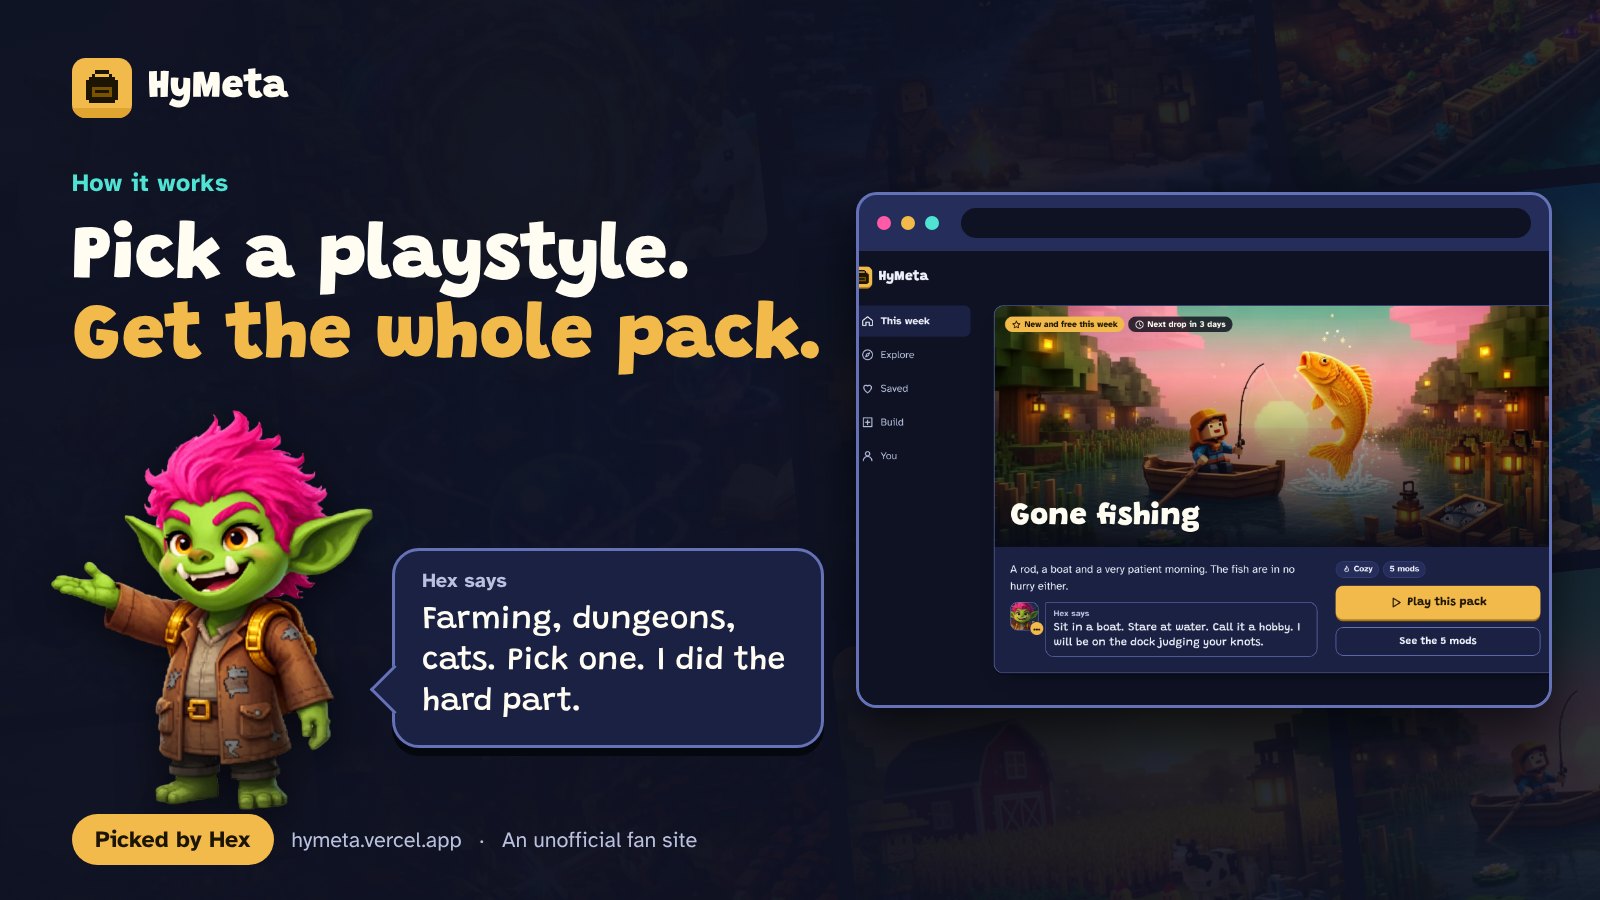 HyMeta
How it works
Pick a playstyle.
Get the whole pack.
Hex says
Farming, dungeons,
cats. Pick one. I did the
hard part.
Picked by Hex
hymeta.vercel.app · An unofficial fan site
HyMeta
This week
Explore
Saved
Build
You
New and free this week
Next drop in 3 days
Gone fishing
A rod, a boat and a very patient morning. The fish are in no
hurry either.
Hex says
Sit in a boat. Stare at water. Call it a hobby. I
will be on the dock judging your knots.
Cozy
5 mods
Play this pack
See the 5 mods